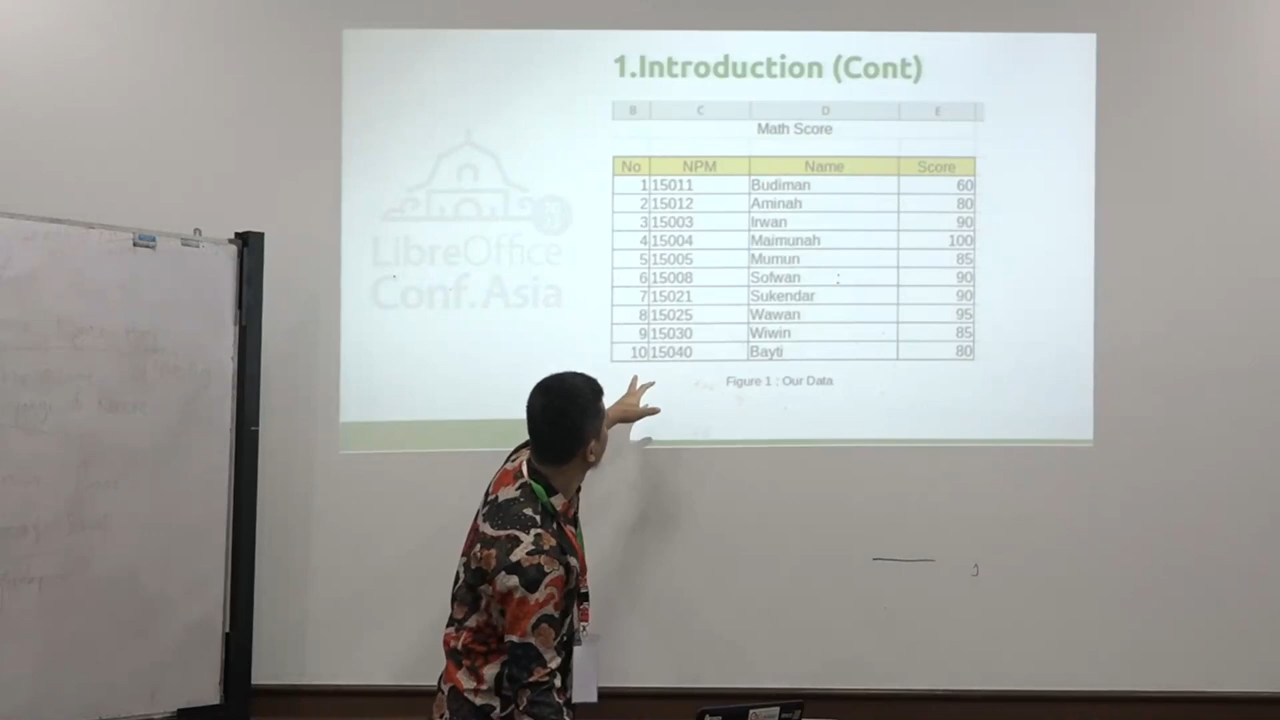 1.Introduction (Cont)
B C D E
Math Score
No NPM Name Score
1 15011 Budiman 60
2 15012 Aminah 80
3 15003 Irwan 90
4 15004 Maimunah 100
5 15005 Mumun 85
6 15008 Sofwan 90
7 15021 Sukendar 90
8 15025 Wawan 95
9 15030 Wiwin 85
10 15040 Bayti 80
Figure 1 : Our Data
LibreOffice
Conf.Asia